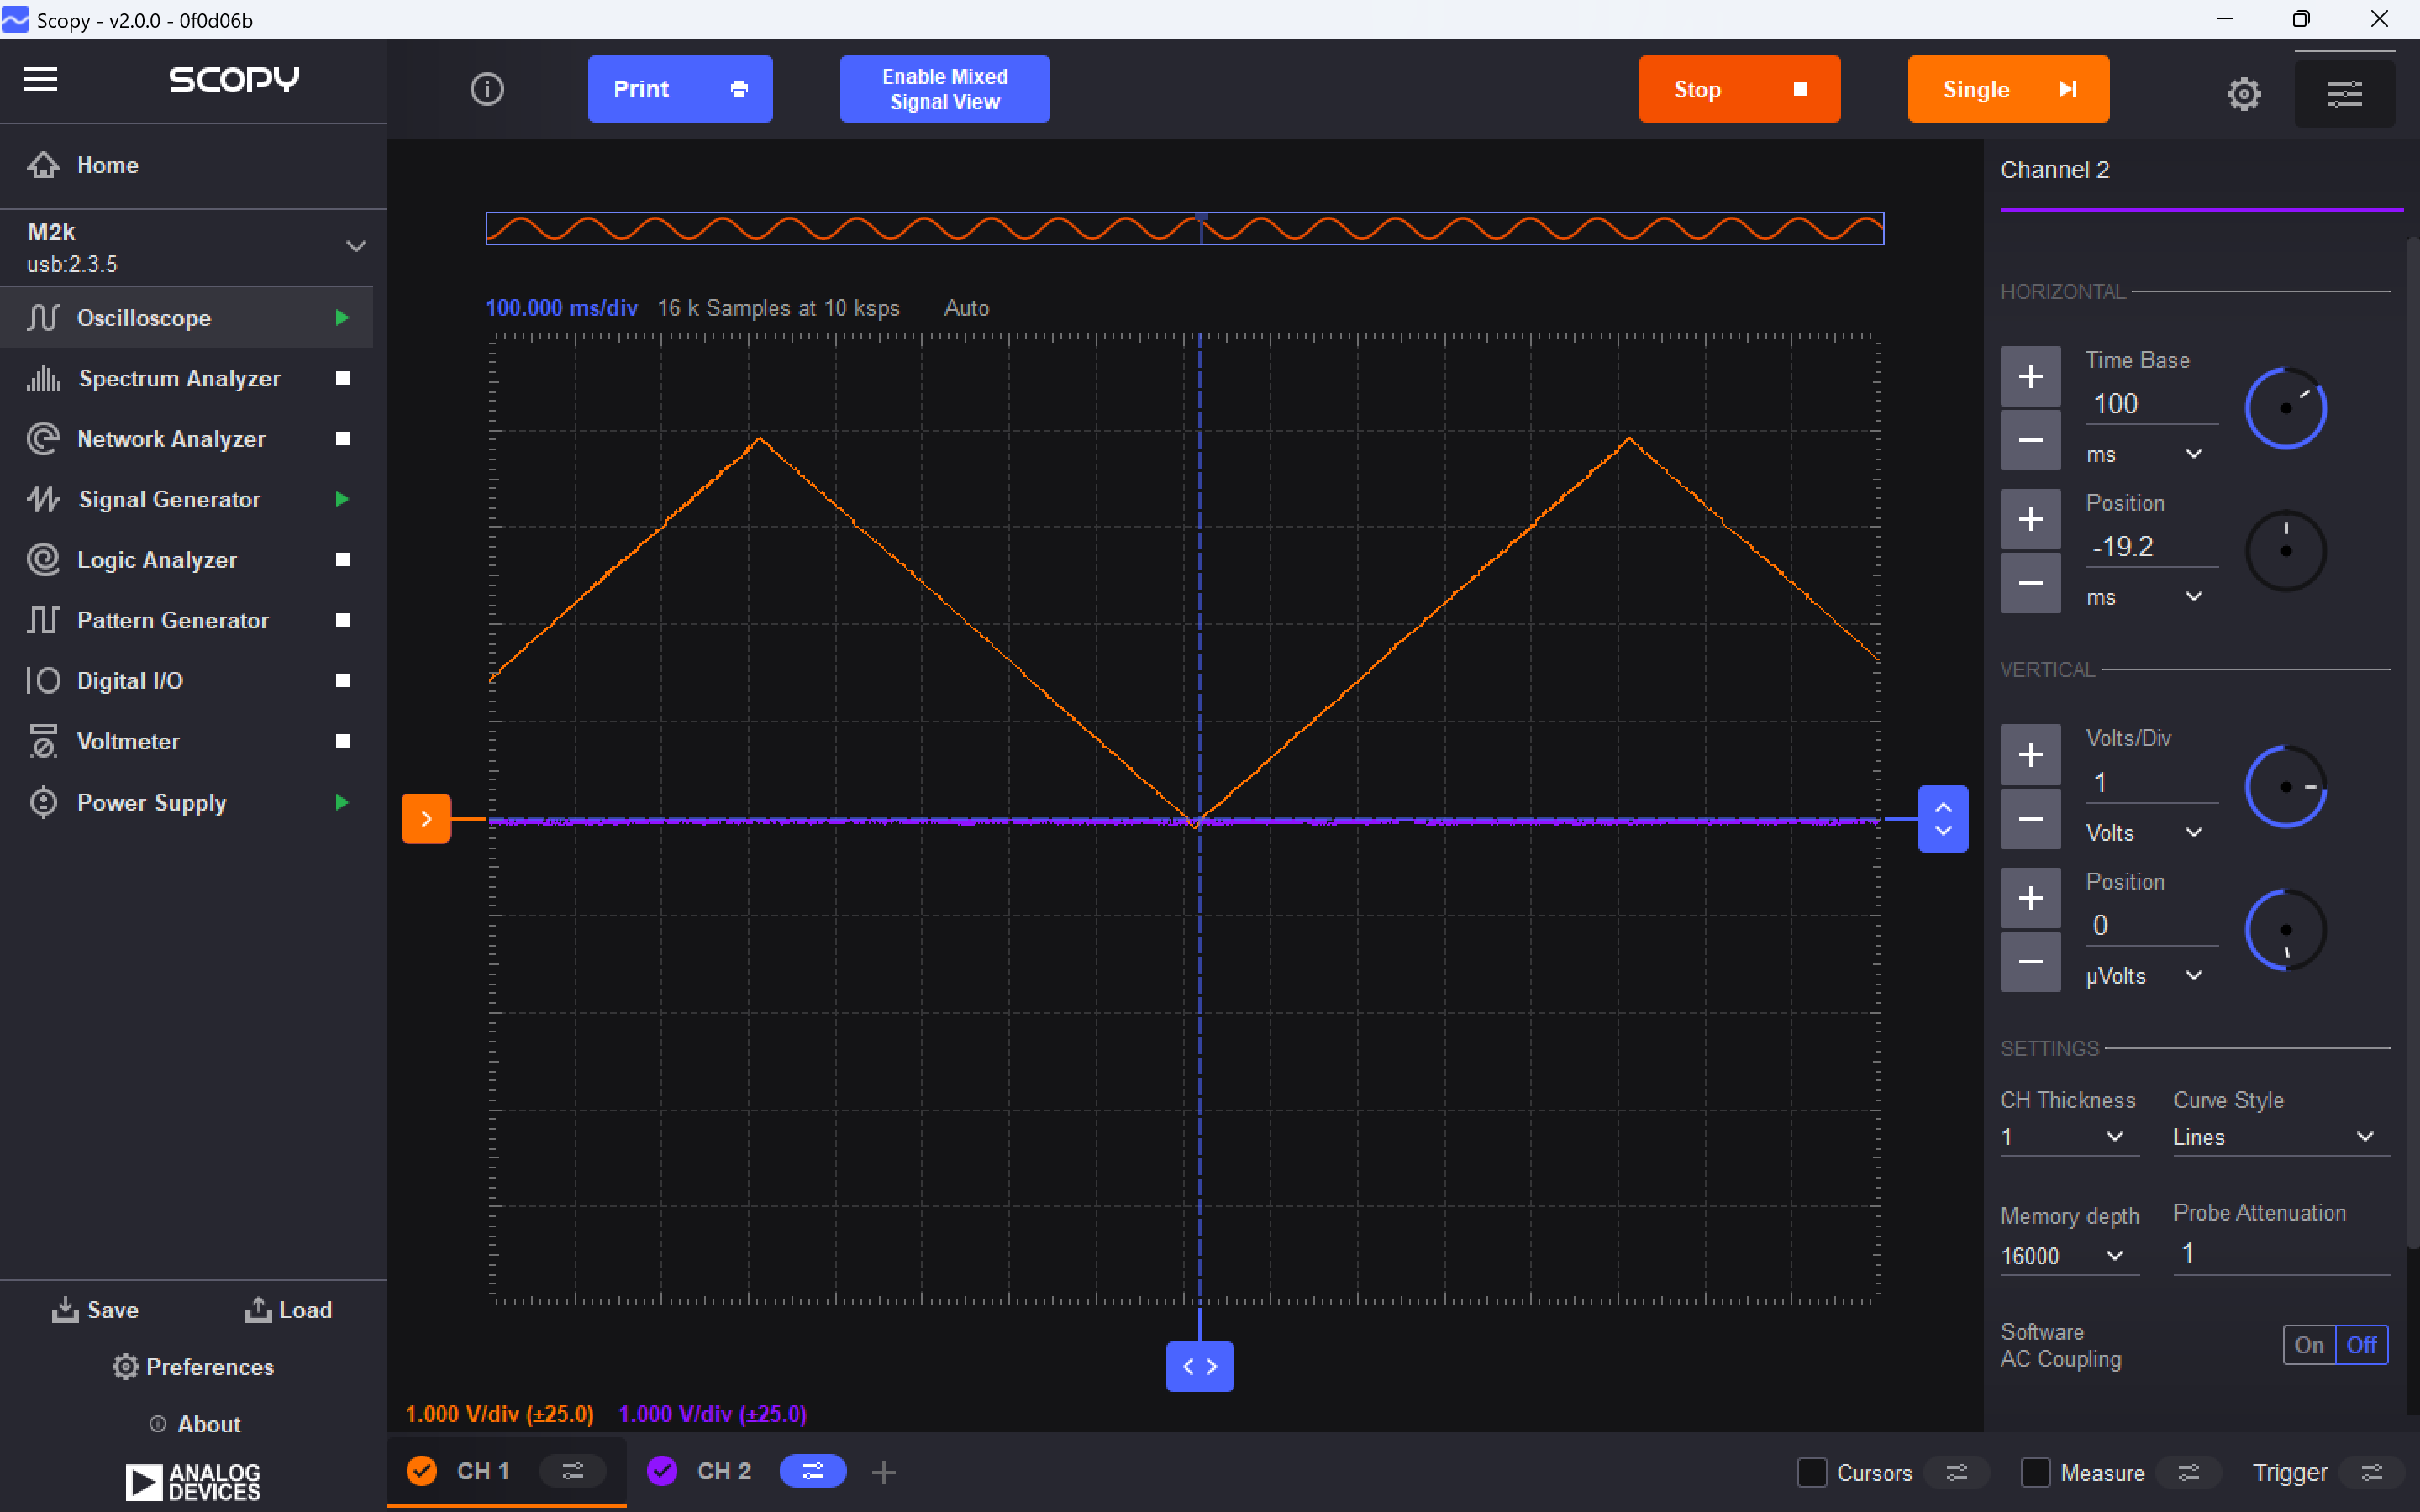 Scopy - v2.0.0 - 0f0d06b
SCOPY
Print
Enable Mixed
Signal View
Stop
Single
Home
M2k
usb:2.3.5
Oscilloscope
Spectrum Analyzer
Network Analyzer
Signal Generator
Logic Analyzer
Pattern Generator
Digital I/O
Voltmeter
Power Supply
Save
Load
Preferences
About
ANALOG
DEVICES
100.000 ms/div 16 k Samples at 10 ksps Auto
1.000 V/div (±25.0) 1.000 V/div (±25.0)
CH 1
CH 2
Cursors
Measure
Trigger
Channel 2
HORIZONTAL
Time Base
100
ms
Position
-19.2
ms
VERTICAL
Volts/Div
1
Volts
Position
0
µVolts
SETTINGS
CH Thickness
1
Curve Style
Lines
Memory depth
16000
Probe Attenuation
1
Software
AC Coupling
On Off